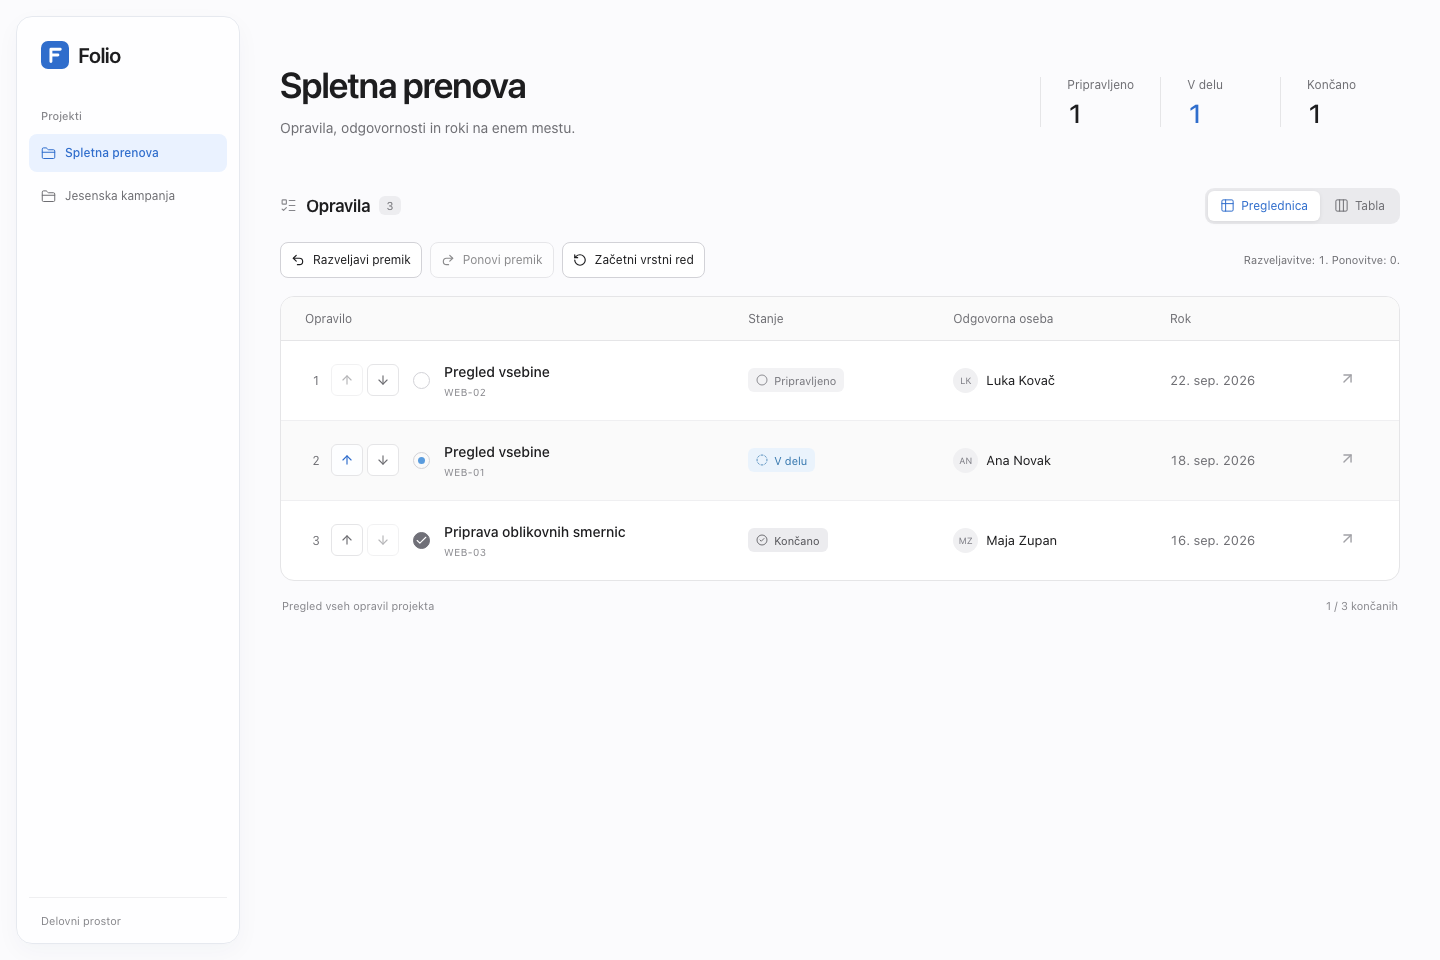 Folio
Projekti
Spletna prenova
Jesenska kampanja
Delovni prostor
Spletna prenova
Opravila, odgovornosti in roki na enem mestu.
Pripravljeno
1
V delu
1
Končano
1
Opravila 3
Preglednica Tabla
Razveljavi premik Ponovi premik Začetni vrstni red
Razveljavitve: 1. Ponovitve: 0.
Opravilo Stanje Odgovorna oseba Rok
1 Pregled vsebine Pripravljeno LK Luka Kovač 22. sep. 2026
WEB-02
2 Pregled vsebine V delu AN Ana Novak 18. sep. 2026
WEB-01
3 Priprava oblikovnih smernic Končano MZ Maja Zupan 16. sep. 2026
WEB-03
Pregled vseh opravil projekta 1 / 3 končanih